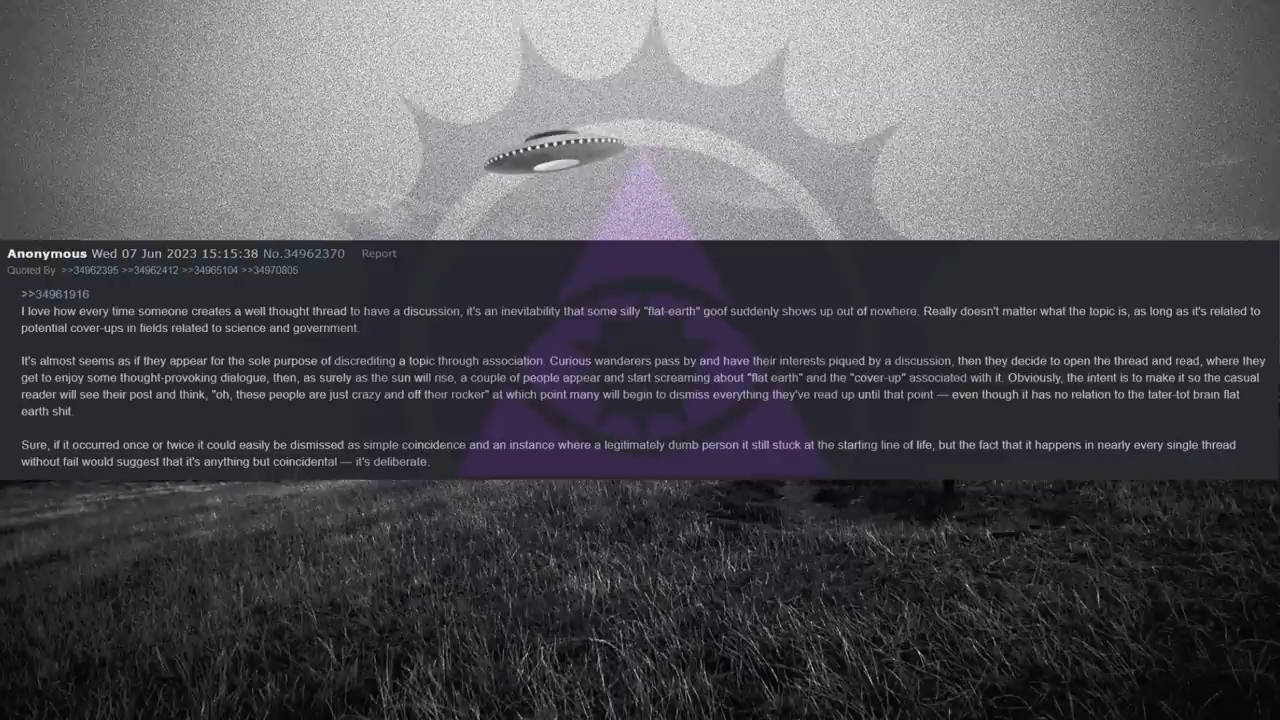 Anonymous Wed 07 Jun 2023 15:15:38 No.34962370 Report
Quoted By >>34962395 >>34962412 >>34965104 >>34970805
>>34961916
I love how every time someone creates a well thought thread to have a discussion, it's an inevitability that some silly "flat-earth" goof suddenly shows up out of nowhere. Really doesn't matter what the topic is, as long as it's related to
potential cover-ups in fields related to science and government.
It's almost seems as if they appear for the sole purpose of discrediting a topic through association. Curious wanderers pass by and have their interests piqued by a discussion, then they decide to open the thread and read, where they
get to enjoy some thought-provoking dialogue, then, as surely as the sun will rise, a couple of people appear and start screaming about "flat earth" and the "cover-up" associated with it. Obviously, the intent is to make it so the casual
reader will see their post and think, "oh, these people are just crazy and off their rocker" at which point many will begin to dismiss everything they've read up until that point — even though it has no relation to the tater-tot brain flat
earth shit.
Sure, if it occurred once or twice it could easily be dismissed as simple coincidence and an instance where a legitimately dumb person it still stuck at the starting line of life, but the fact that it happens in nearly every single thread
without fail would suggest that it's anything but coincidental — it's deliberate.